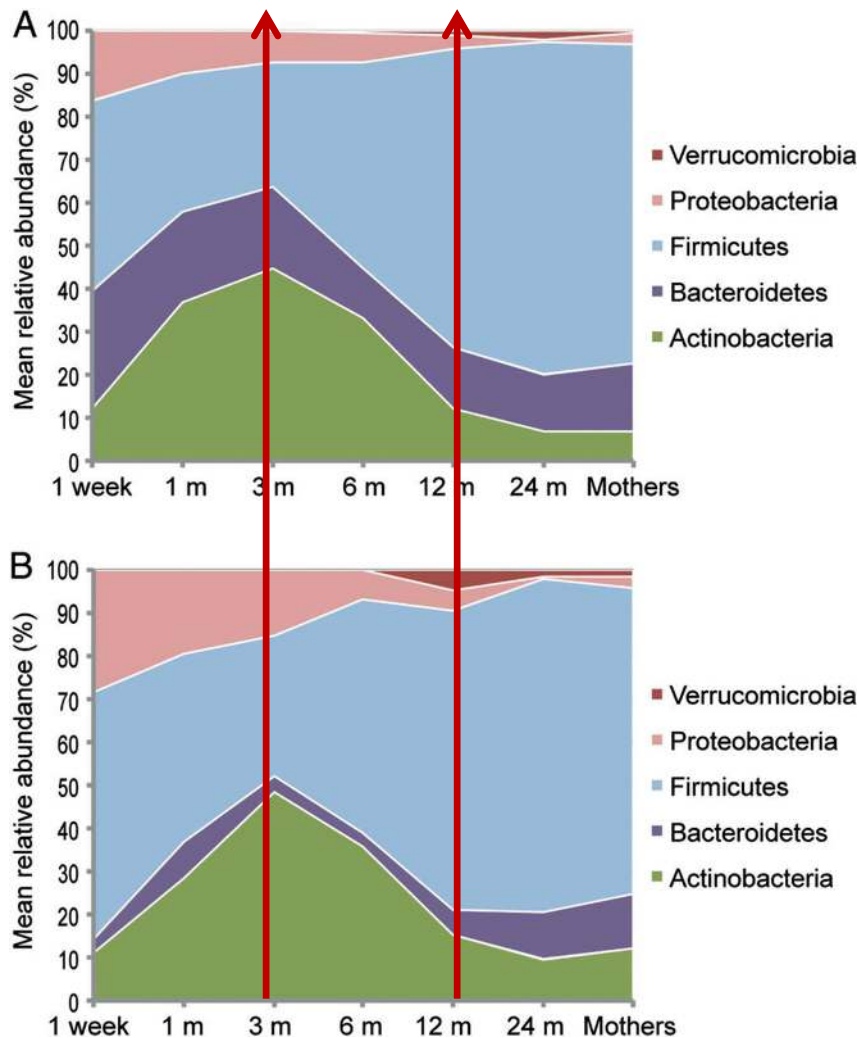 A
Mean relative abundance (%)
100
90
80
70
60
50
40
30
20
10
0
1 week 1 m 3 m 6 m 12 m 24 m Mothers
Verrucomicrobia
Proteobacteria
Firmicutes
Bacteroidetes
Actinobacteria
B
Mean relative abundance (%)
100
90
80
70
60
50
40
30
20
10
0
1 week 1 m 3 m 6 m 12 m 24 m Mothers
Verrucomicrobia
Proteobacteria
Firmicutes
Bacteroidetes
Actinobacteria